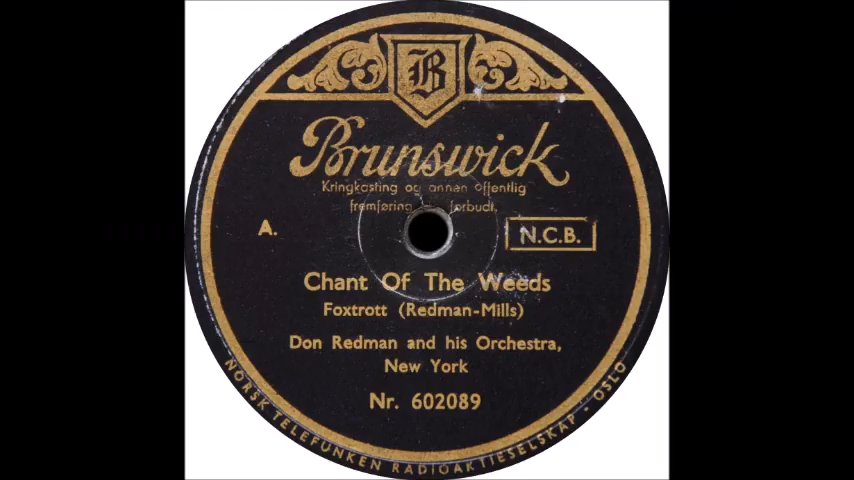 B
Brunswick
Kringkasting og annen offentlig
fremføring forbudt.
A.
N.C.B.
Chant Of The Weeds
Foxtrott (Redman-Mills)
Don Redman and his Orchestra,
New York
Nr. 602089
NORSK TELEFUNKEN RADIOAKTIESELSKAP · OSLO